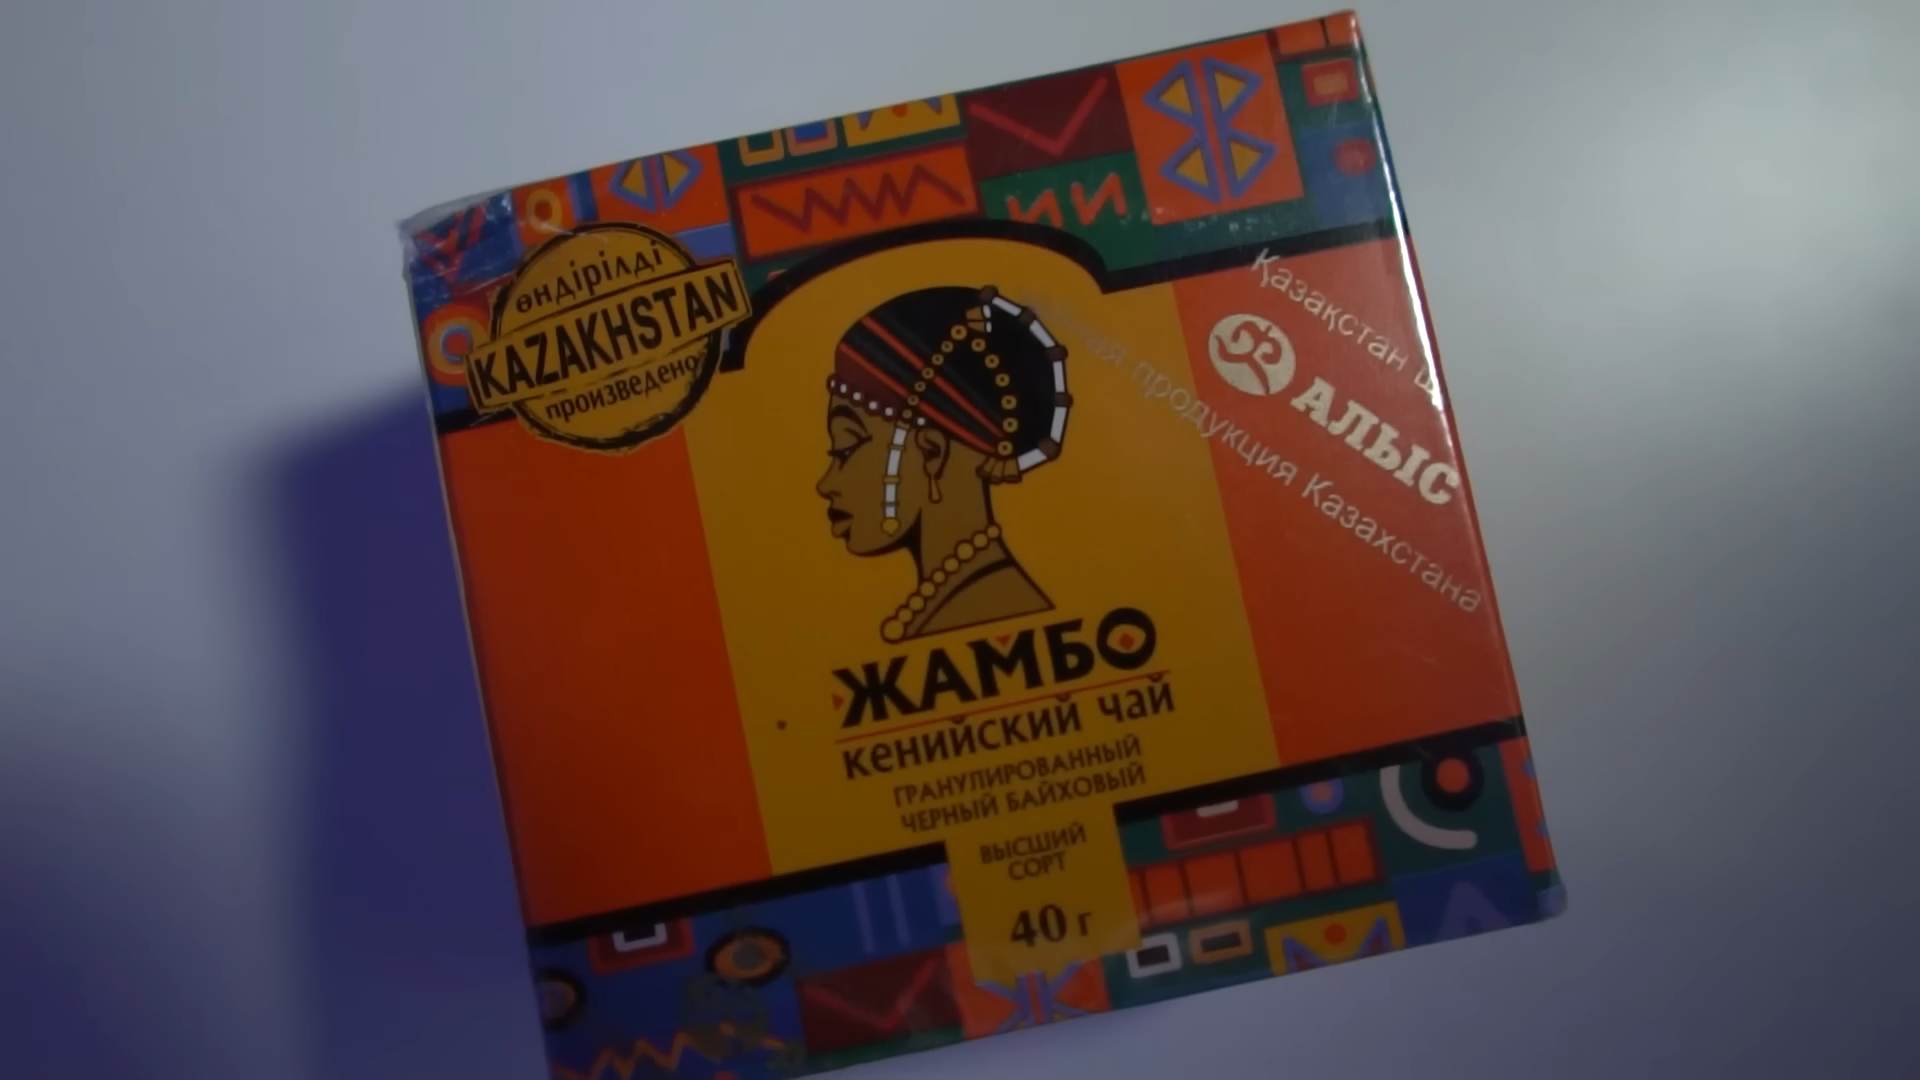 өндірілді
KAZAKHSTAN
произведено
Қазақстан
АЛЫС
продукция Казахстана
ЖАМБО
кенийский чай
ГРАНУЛИРОВАННЫЙ
ЧЕРНЫЙ БАЙХОВЫЙ
ВЫСШИЙ
СОРТ
40 г